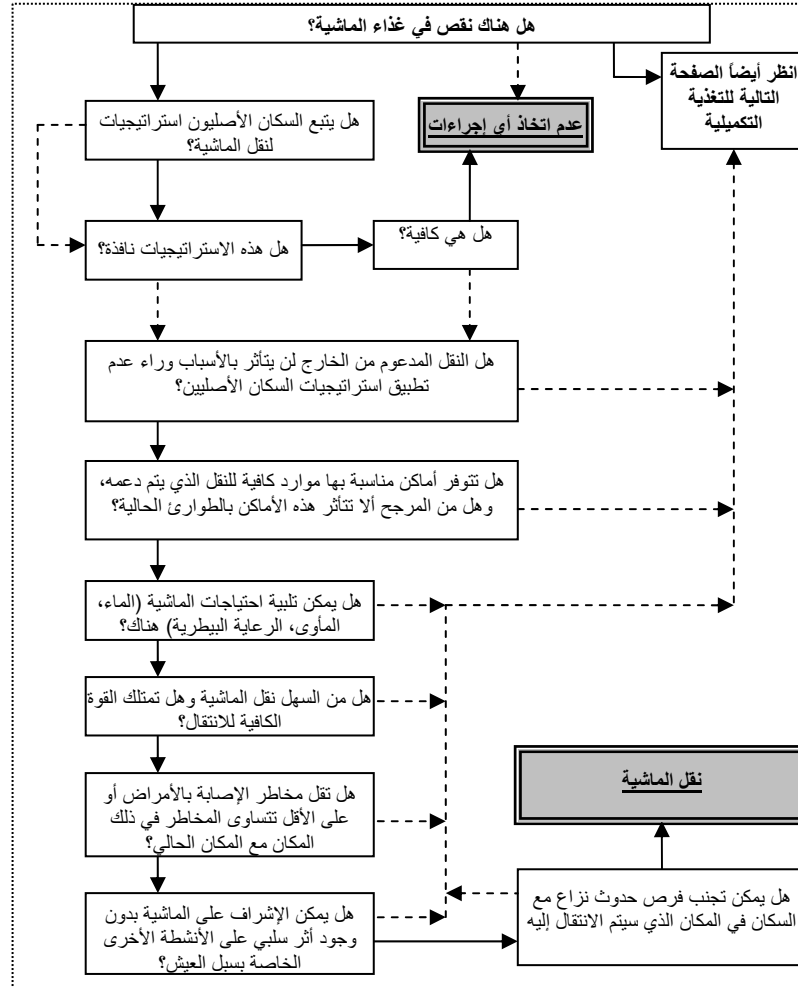 هل هناك نقص في غذاء الماشية؟
انظر أيضاً الصفحة
التالية للتغذية
التكميلية
عدم اتخاذ أي إجراءات
هل يتبع السكان الأصليون استراتيجيات
لنقل الماشية؟
هل هذه الاستراتيجيات نافذة؟
هل هي كافية؟
هل النقل المدعوم من الخارج لن يتأثر بالأسباب وراء عدم
تطبيق استراتيجيات السكان الأصليين؟
هل تتوفر أماكن مناسبة بها موارد كافية للنقل الذي يتم دعمه،
وهل من المرجح ألا تتأثر هذه الأماكن بالطوارئ الحالية؟
هل يمكن تلبية احتياجات الماشية (الماء،
المأوى، الرعاية البيطرية) هناك؟
هل من السهل نقل الماشية وهل تمتلك القوة
الكافية للانتقال؟
هل تقل مخاطر الإصابة بالأمراض أو
على الأقل تتساوى المخاطر في ذلك
المكان مع المكان الحالي؟
هل يمكن الإشراف على الماشية بدون
وجود أثر سلبي على الأنشطة الأخرى
الخاصة بسبل العيش؟
هل يمكن تجنب فرص حدوث نزاع مع
السكان في المكان الذي سيتم الانتقال إليه
نقل الماشية